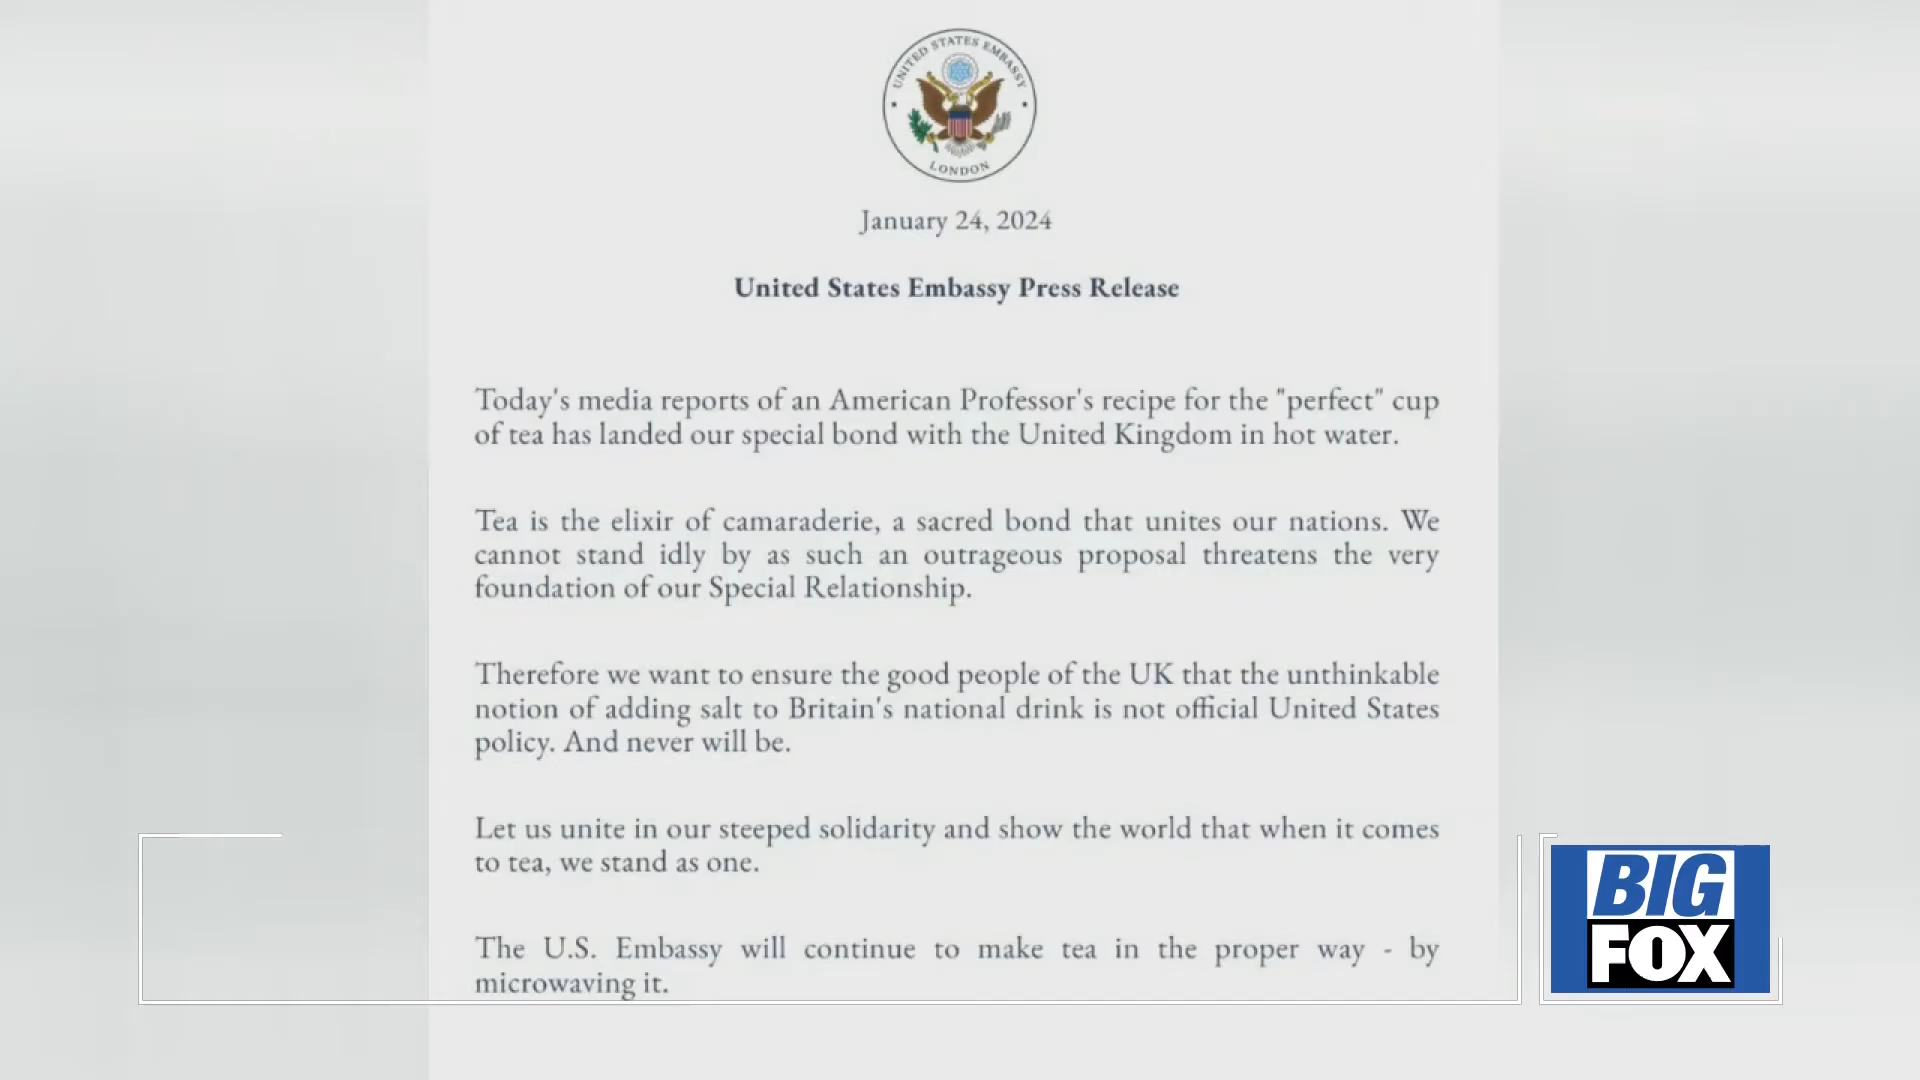 UNITED STATES EMBASSY
LONDON
January 24, 2024
United States Embassy Press Release
Today's media reports of an American Professor's recipe for the "perfect" cup
of tea has landed our special bond with the United Kingdom in hot water.
Tea is the elixir of camaraderie, a sacred bond that unites our nations. We
cannot stand idly by as such an outrageous proposal threatens the very
foundation of our Special Relationship.
Therefore we want to ensure the good people of the UK that the unthinkable
notion of adding salt to Britain's national drink is not official United States
policy. And never will be.
Let us unite in our steeped solidarity and show the world that when it comes
to tea, we stand as one.
The U.S. Embassy will continue to make tea in the proper way - by
microwaving it.
BIG
FOX